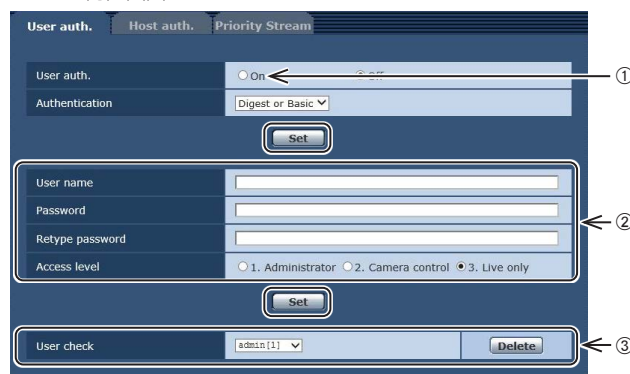 User auth. Host auth. Priority Stream
User auth. On Off ①
Authentication Digest or Basic
Set
User name
Password ②
Retype password
Access level 1. Administrator 2. Camera control 3. Live only
Set
User check admin[1] Delete ③